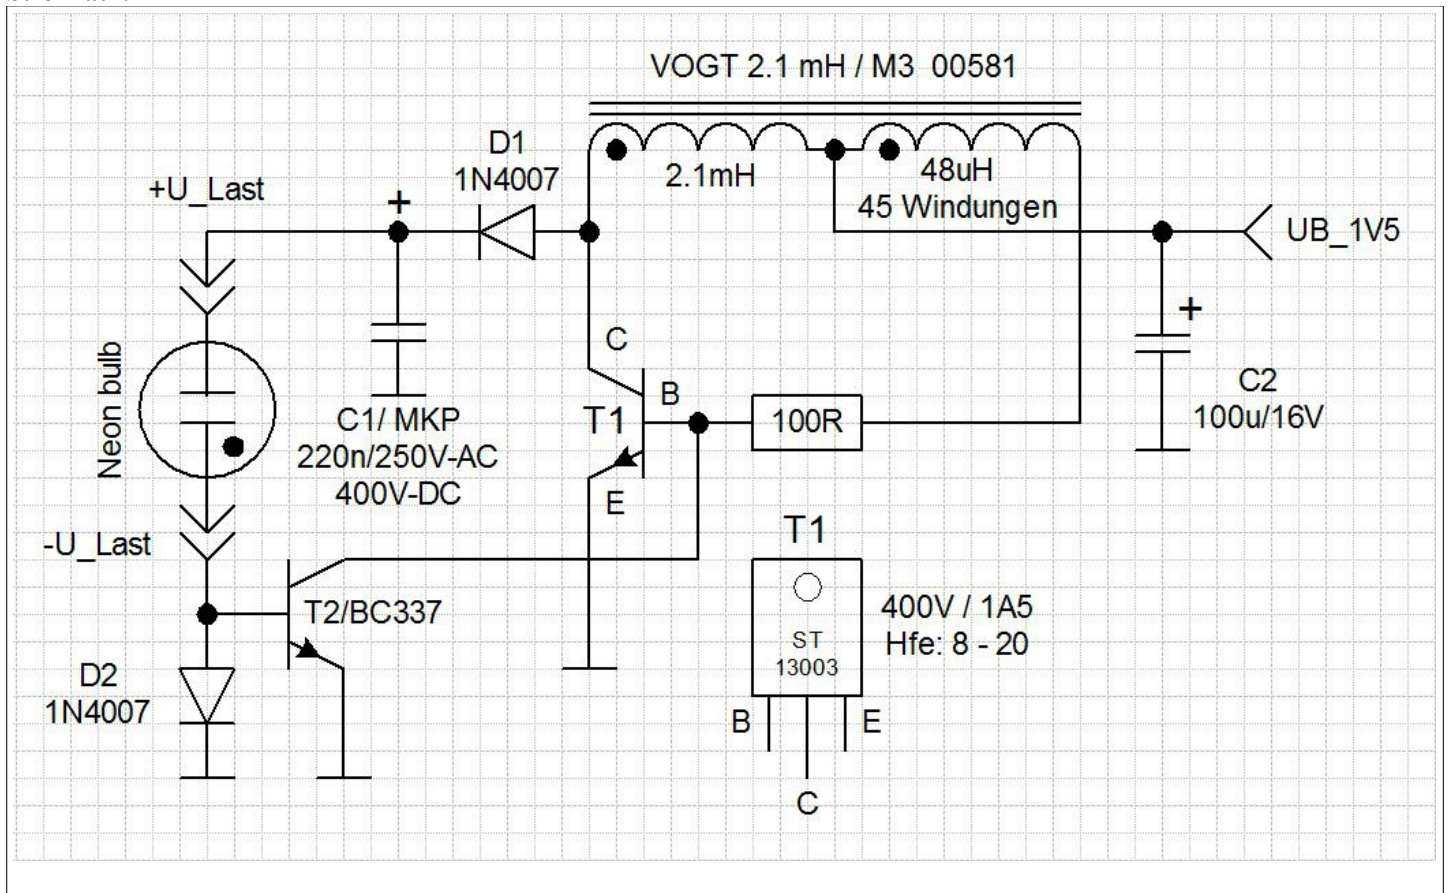 VOGT 2.1 mH / M3 00581
D1
1N4007
2.1mH
48uH
45 Windungen
+U_Last
+
UB_1V5
Neon bulb
C
B
T1
E
100R
+
C2
100u/16V
C1/ MKP
220n/250V-AC
400V-DC
-U_Last
T2/BC337
D2
1N4007
T1
ST
13003
400V / 1A5
Hfe: 8 - 20
B
E
C